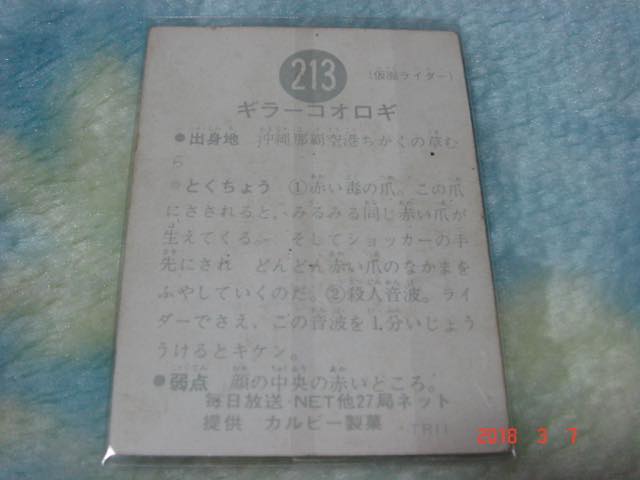 213
(仮面ライダー)
ギラーコオロギ
●出身地 沖縄那覇空港ちかくの草む
ら
●とくちょう ①赤い毒の爪。この爪
にさされると、みるみる同じ赤い爪が
生えてくる。 そしてショッカーの手
先にされ どんどん赤い爪のなかまを
ふやしていくのだ。②殺人音波。ライ
ダーでさえ、この音波を1分いじょう
うけるとキケン。
●弱点 額の中央の赤いところ。
毎日放送・NET他27局ネット
提供 カルビー製菓 ・TR11
2018 3 7